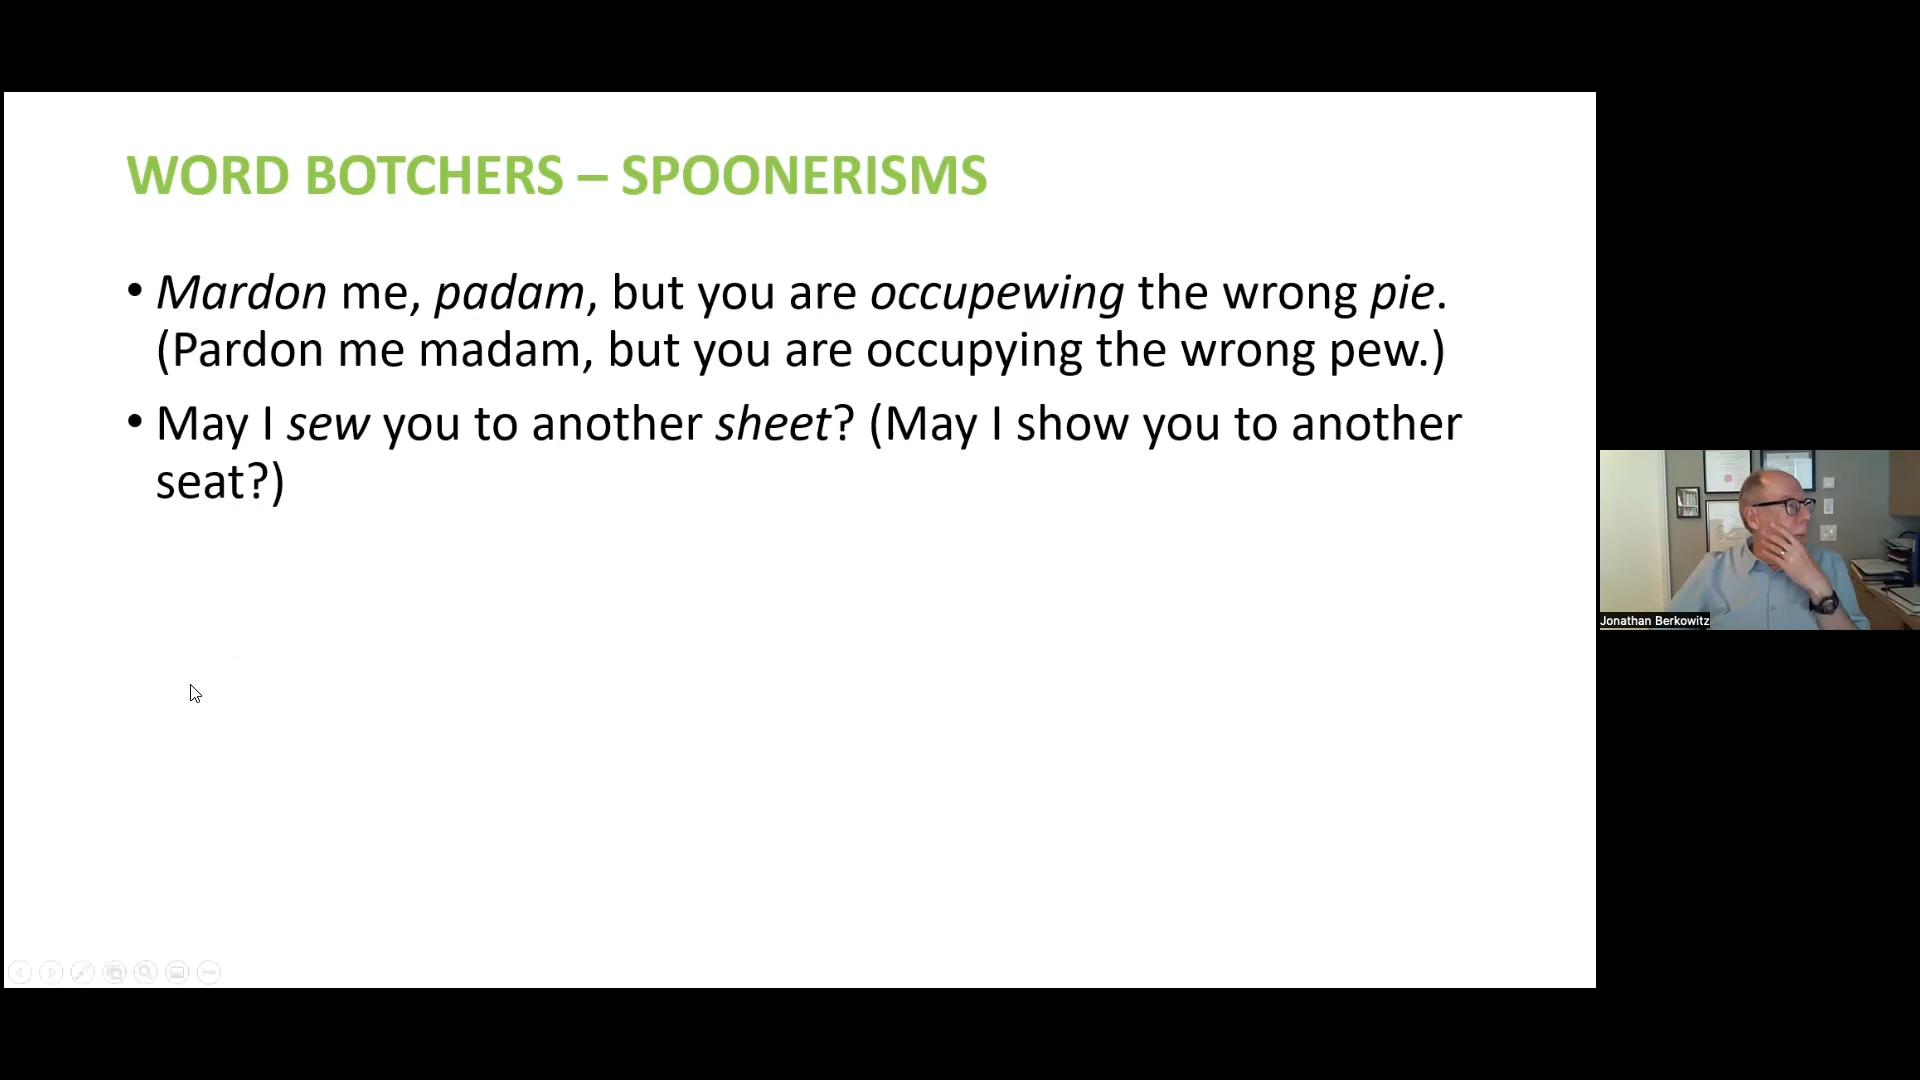 WORD BOTCHERS – SPOONERISMS
• Mardon me, padam, but you are occupewing the wrong pie.
(Pardon me madam, but you are occupying the wrong pew.)
• May I sew you to another sheet? (May I show you to another
seat?)
Jonathan Berkowitz